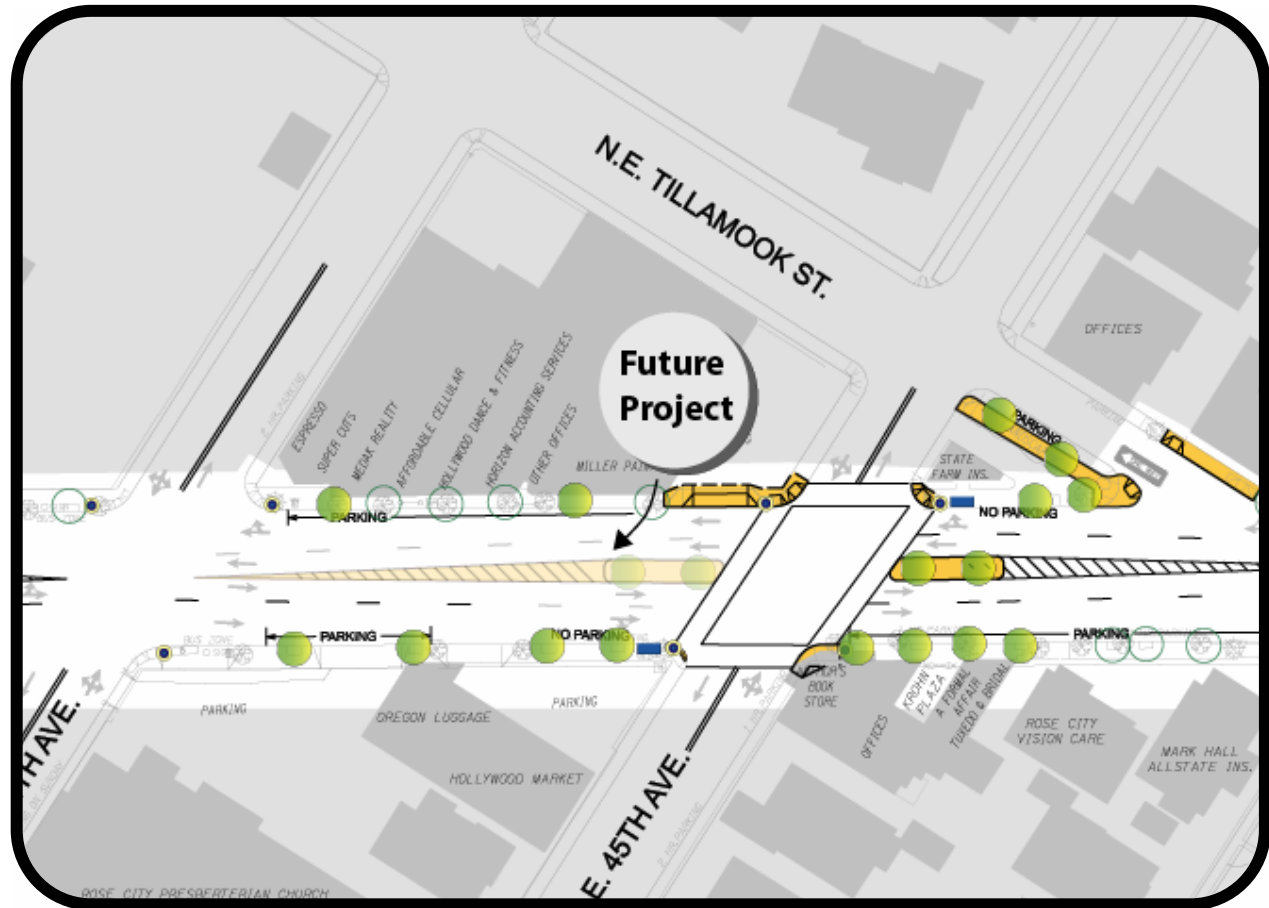 N.E. TILLAMOOK ST.
OFFICES
Future
Project
ESPRESSO
SUPER CUTS
MEDAK REALITY
AFFORDABLE CELLULAR
HOLLYWOOD DANCE & FITNESS
HORIZON ACCOUNTING SERVICES
OTHER OFFICES
MILLER
PARKING
STATE
FARM INS.
PARKING
NO PARKING
BUS ZONE
PARKING
NO PARKING
PARKING
PARKING
OREGON LUGGAGE
PARKING
HOLLYWOOD MARKET
BOOK
STORE
OFFICES
KROHN
PLAZA
A FORMAL
AFFAIR
TUXEDO & BRIDAL
ROSE CITY
VISION CARE
MARK HALL
ALLSTATE INS.
TH AVE.
E. 45TH AVE.
ROSE CITY PRESBERTERIAN CHURCH